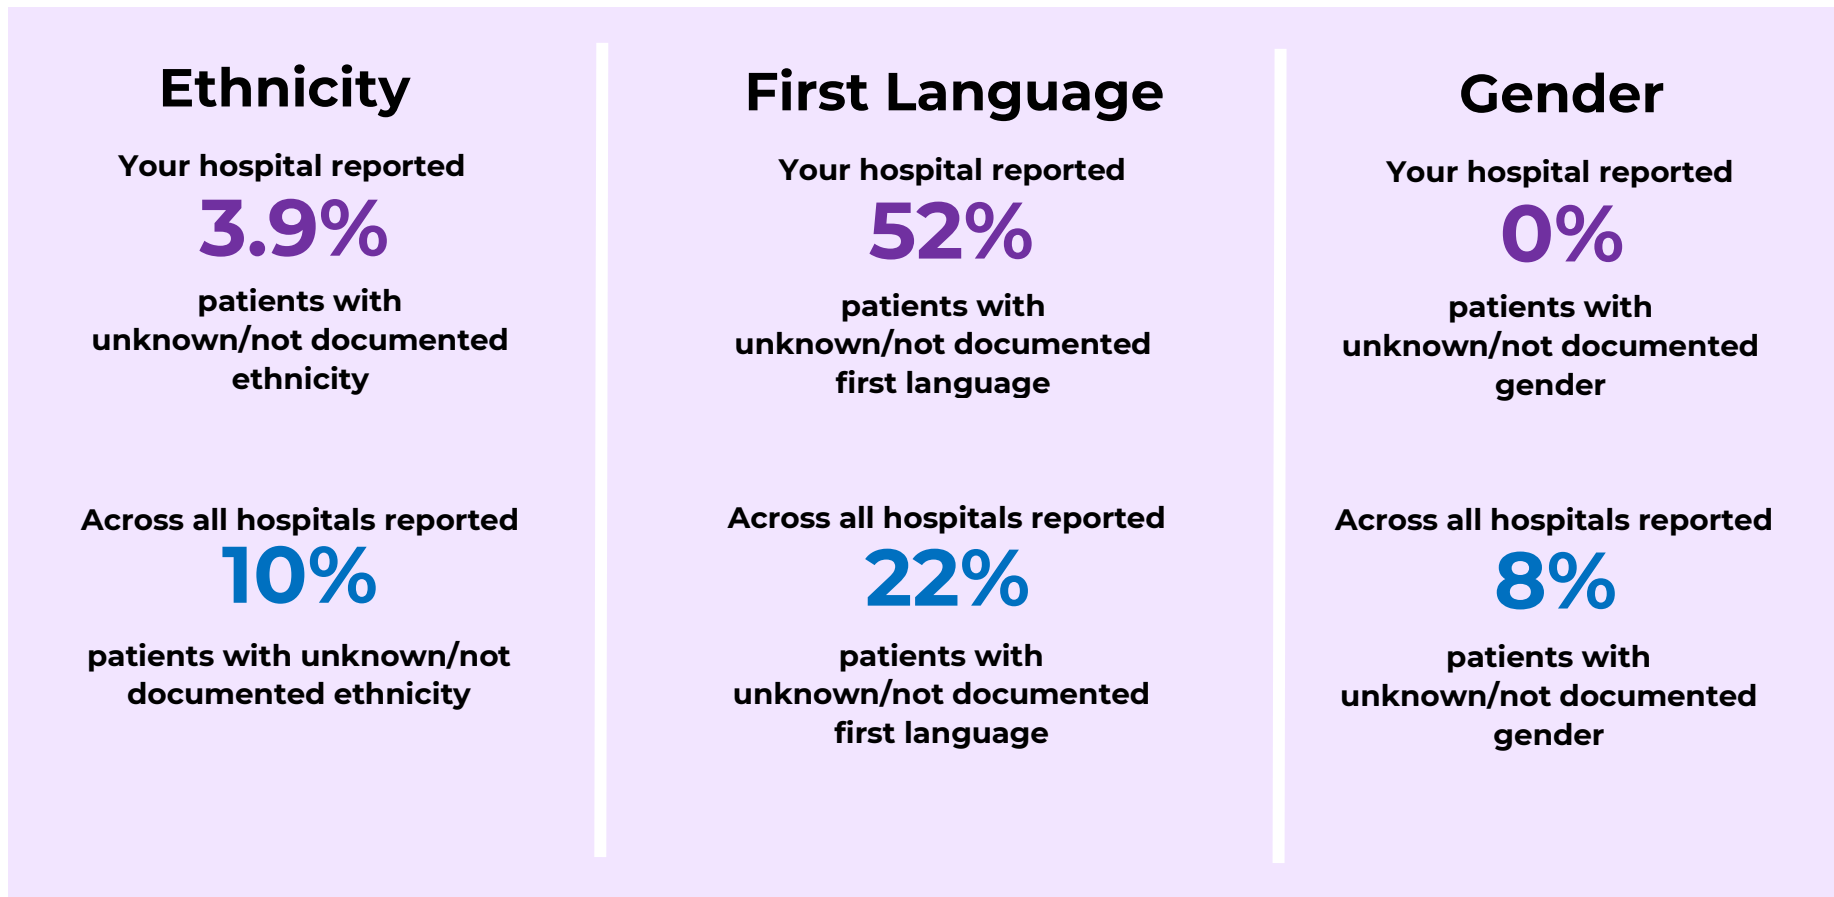 Ethnicity
Your hospital reported
3.9%
patients with
unknown/not documented
ethnicity
Across all hospitals reported
10%
patients with unknown/not
documented ethnicity
First Language
Your hospital reported
52%
patients with
unknown/not documented
first language
Across all hospitals reported
22%
patients with
unknown/not documented
first language
Gender
Your hospital reported
0%
patients with
unknown/not documented
gender
Across all hospitals reported
8%
patients with
unknown/not documented
gender